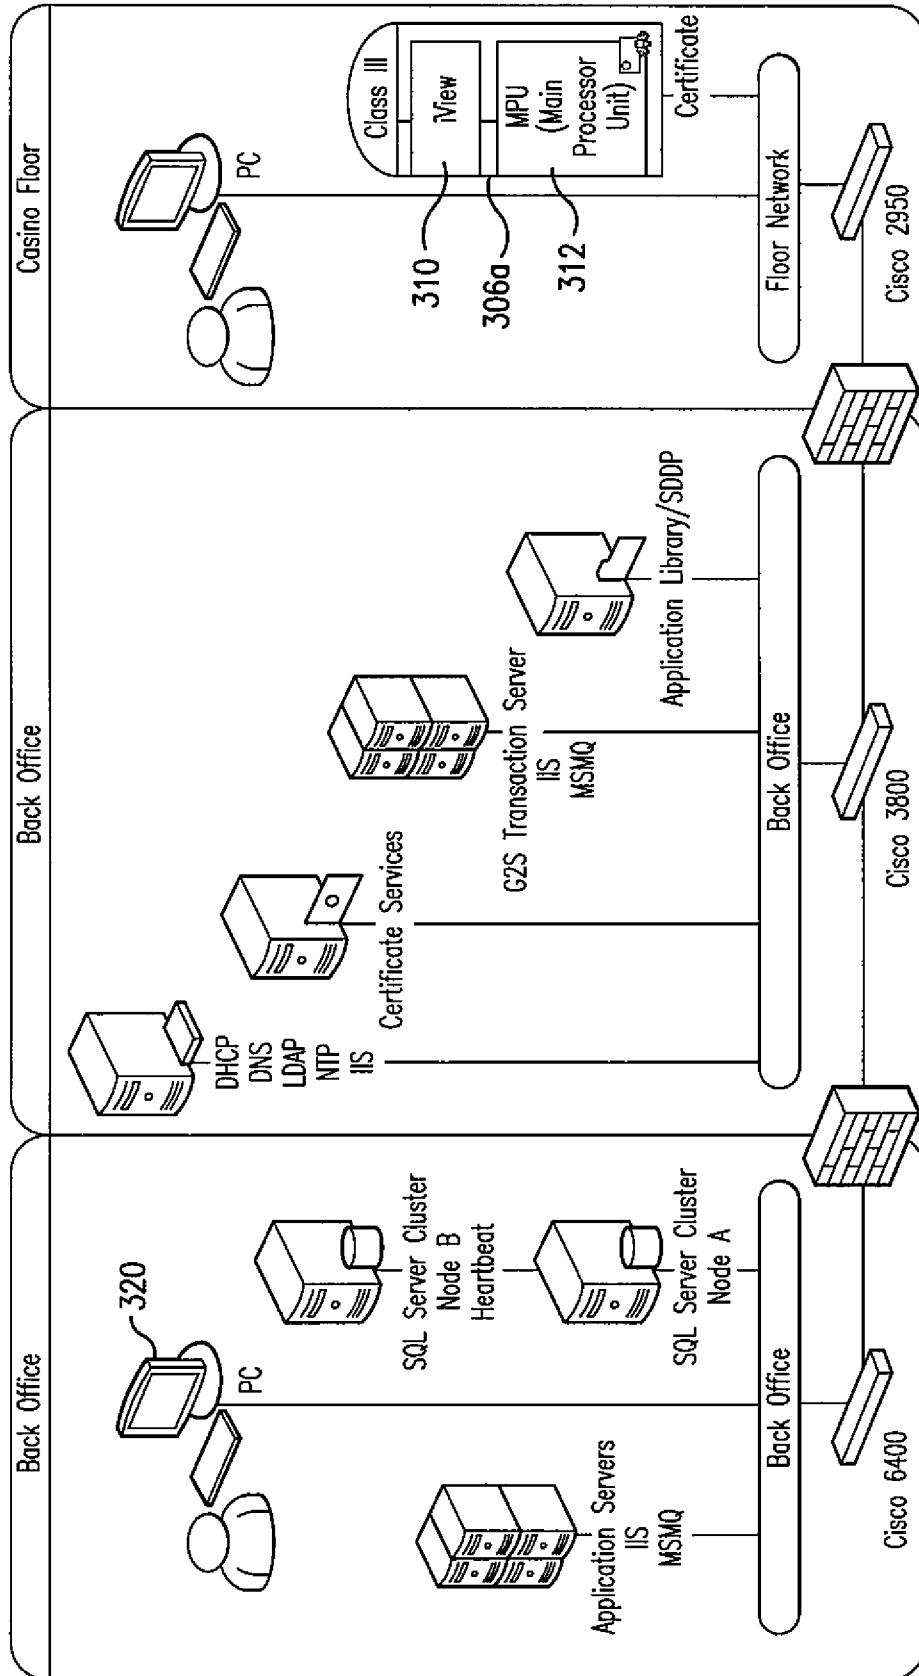 Back Office
320
PC
SQL Server Cluster
Node B
Heartbeat
SQL Server Cluster
Node A
Application Servers
IIS
MSMQ
Back Office
Cisco 6400
Back Office
DHCP
DNS
LDAP
NTP
IIS
Certificate Services
G2S Transaction Server
IIS
MSMQ
Application Library/SDDP
Back Office
Cisco 3800
Casino Floor
PC
Class III
iView
MPU
(Main
Processor
Unit)
310
306a
312
Certificate
Floor Network
Cisco 2950